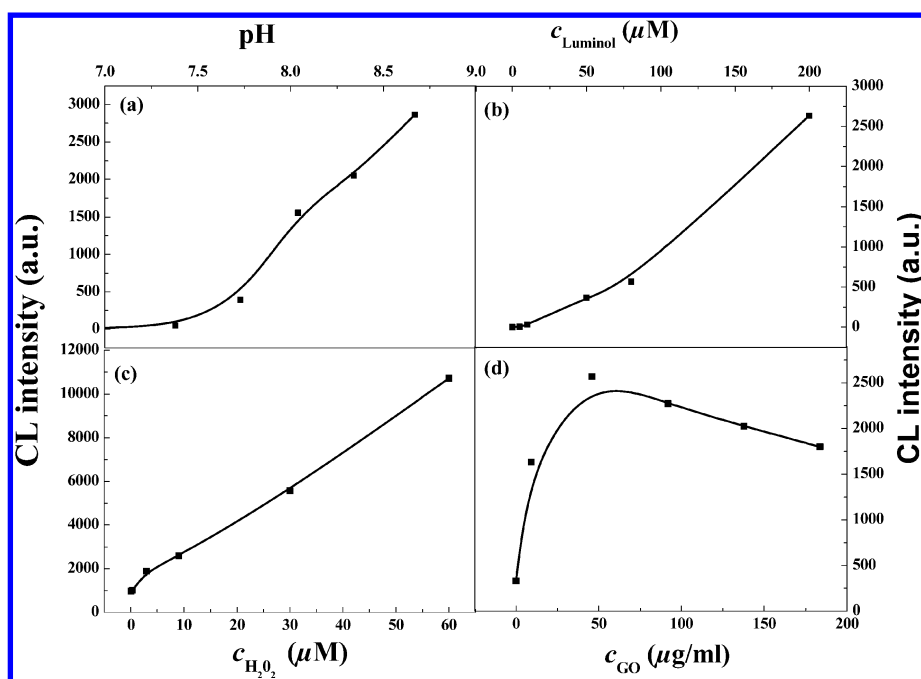 pH
c Luminol (µM)
7.0 7.5 8.0 8.5 9.0 0 50 100 150 200
(a)
(b)
3000 2500 2000 1500 1000 500 0
3000 2500 2000 1500 1000 500 0
CL intensity (a.u.)
CL intensity (a.u.)
(c)
(d)
12000 10000 8000 6000 4000 2000 0
2500 2000 1500 1000 500 0
0 10 20 30 40 50 60
0 50 100 150 200
c H₂0₂ (µM)
c GO (µg/ml)